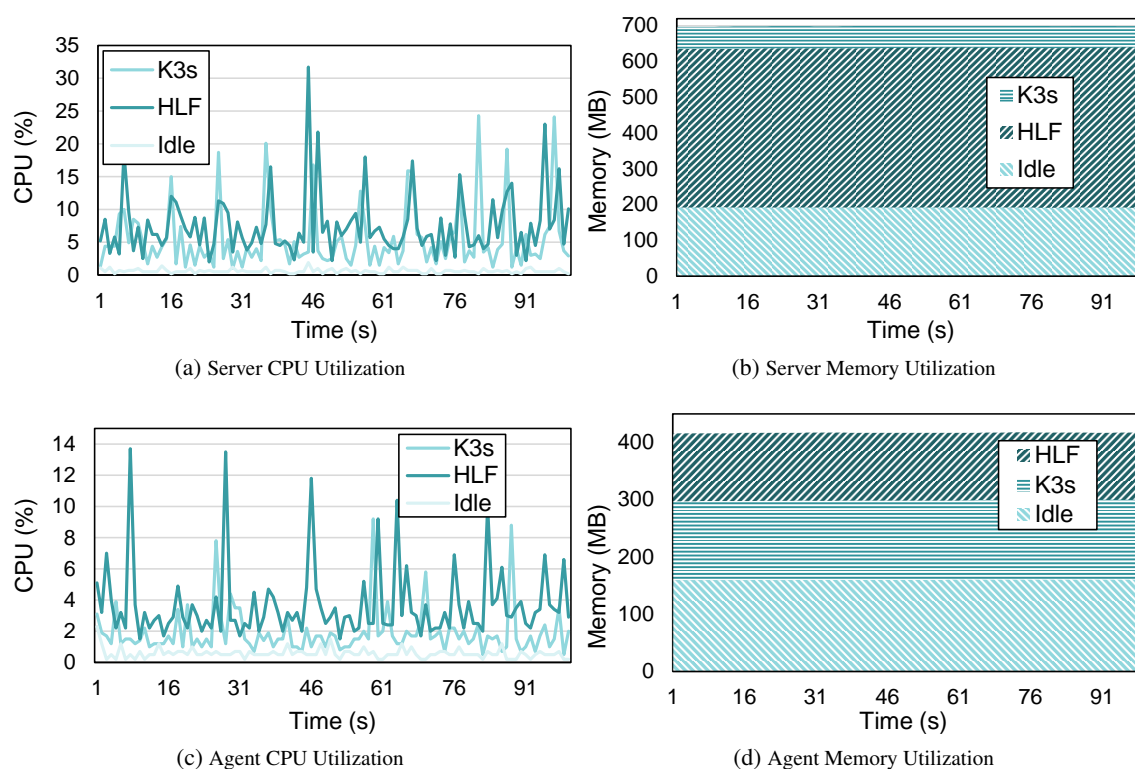 35
30
25
20
15
10
5
0
CPU (%)
K3s
HLF
Idle
1 16 31 46 61 76 91
Time (s)
(a) Server CPU Utilization
700
600
500
400
300
200
100
0
Memory (MB)
K3s
HLF
Idle
1 16 31 46 61 76 91
Time (s)
(b) Server Memory Utilization
14
12
10
8
6
4
2
0
CPU (%)
K3s
HLF
Idle
1 16 31 46 61 76 91
Time (s)
(c) Agent CPU Utilization
400
300
200
100
0
Memory (MB)
HLF
K3s
Idle
1 16 31 46 61 76 91
Time (s)
(d) Agent Memory Utilization